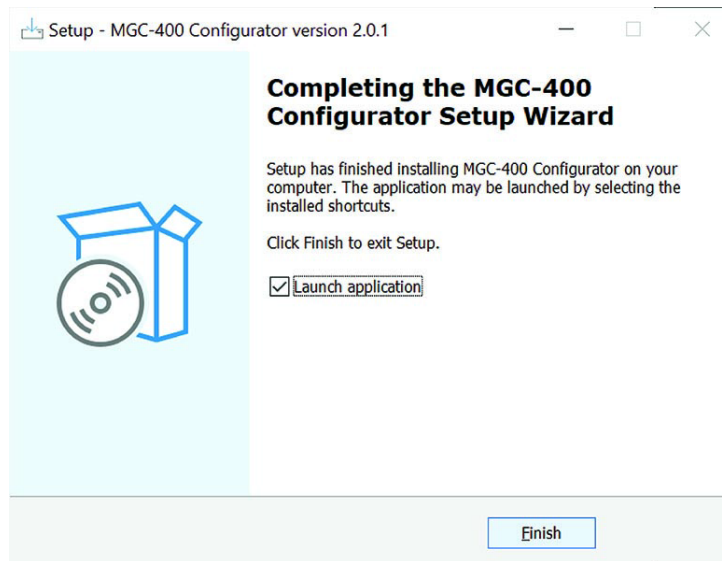 Setup - MGC-400 Configurator version 2.0.1
Completing the MGC-400
Configurator Setup Wizard
Setup has finished installing MGC-400 Configurator on your
computer. The application may be launched by selecting the
installed shortcuts.
Click Finish to exit Setup.
Launch application
Finish